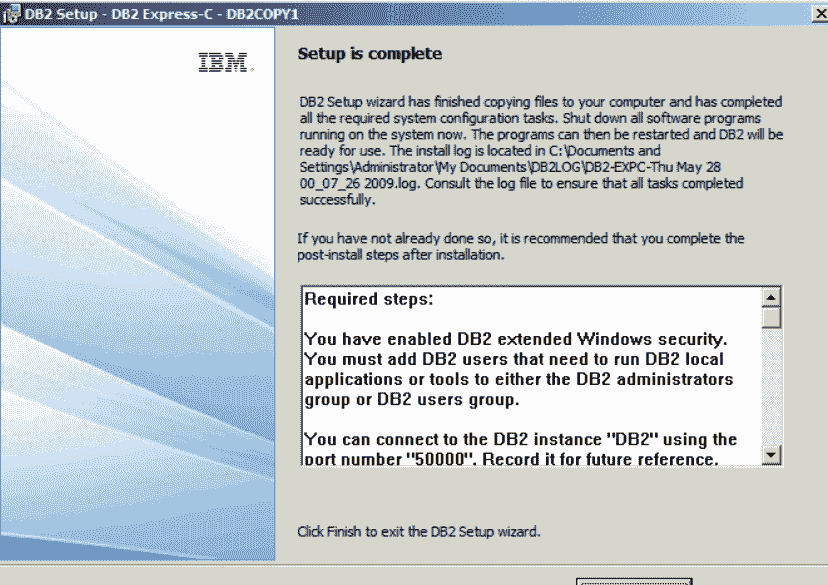 DB2 Setup - DB2 Express-C - DB2COPY1
IBM.
Setup is complete
DB2 Setup wizard has finished copying files to your computer and has completed
all the required system configuration tasks. Shut down all software programs
running on the system now. The programs can then be restarted and DB2 will be
ready for use. The install log is located in C:\Documents and
Settings\Administrator\My Documents\DB2LOG\DB2-EXPC-Thu May 28
00_07_26 2009.log. Consult the log file to ensure that all tasks completed
successfully.
If you have not already done so, it is recommended that you complete the
post-install steps after installation.
Required steps:
You have enabled DB2 extended Windows security.
You must add DB2 users that need to run DB2 local
applications or tools to either the DB2 administrators
group or DB2 users group.
You can connect to the DB2 instance "DB2" using the
port number "50000". Record it for future reference.
Click Finish to exit the DB2 Setup wizard.